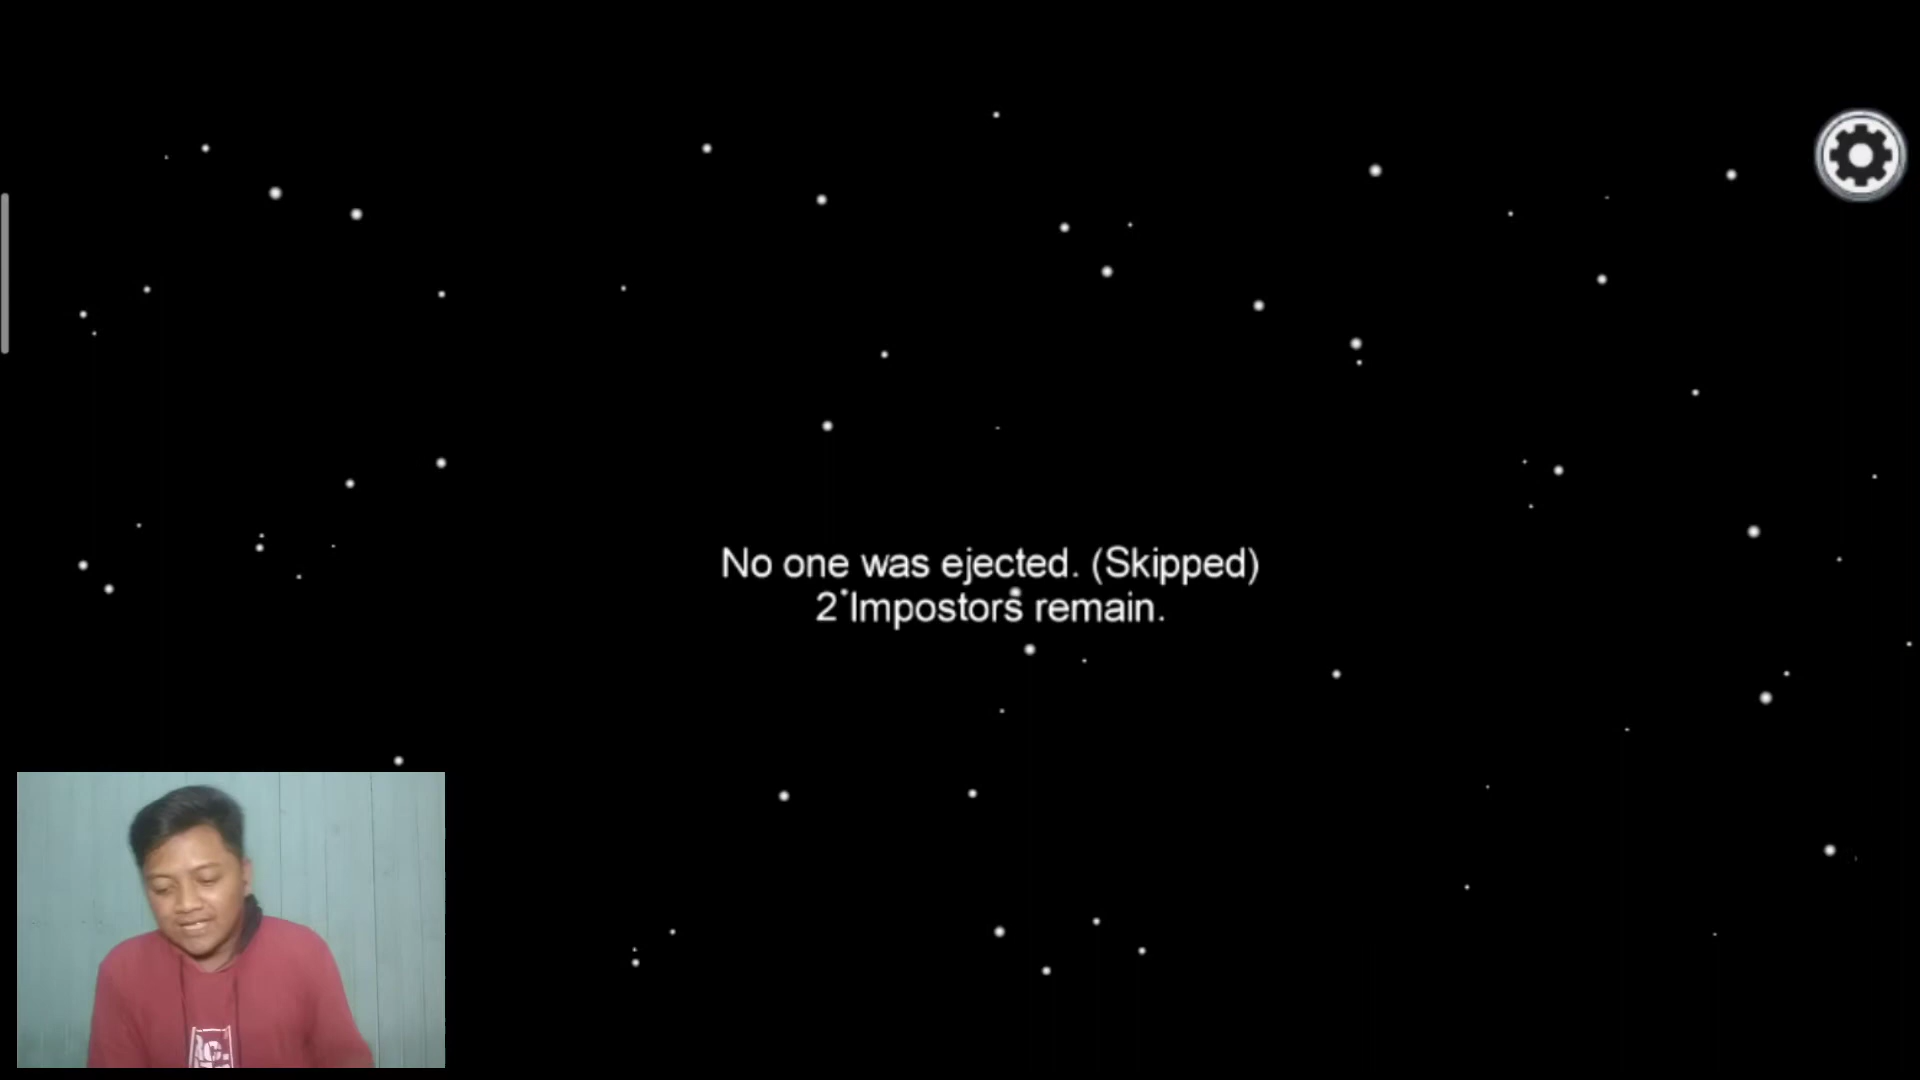 No one was ejected. (Skipped)
2 Impostors remain.